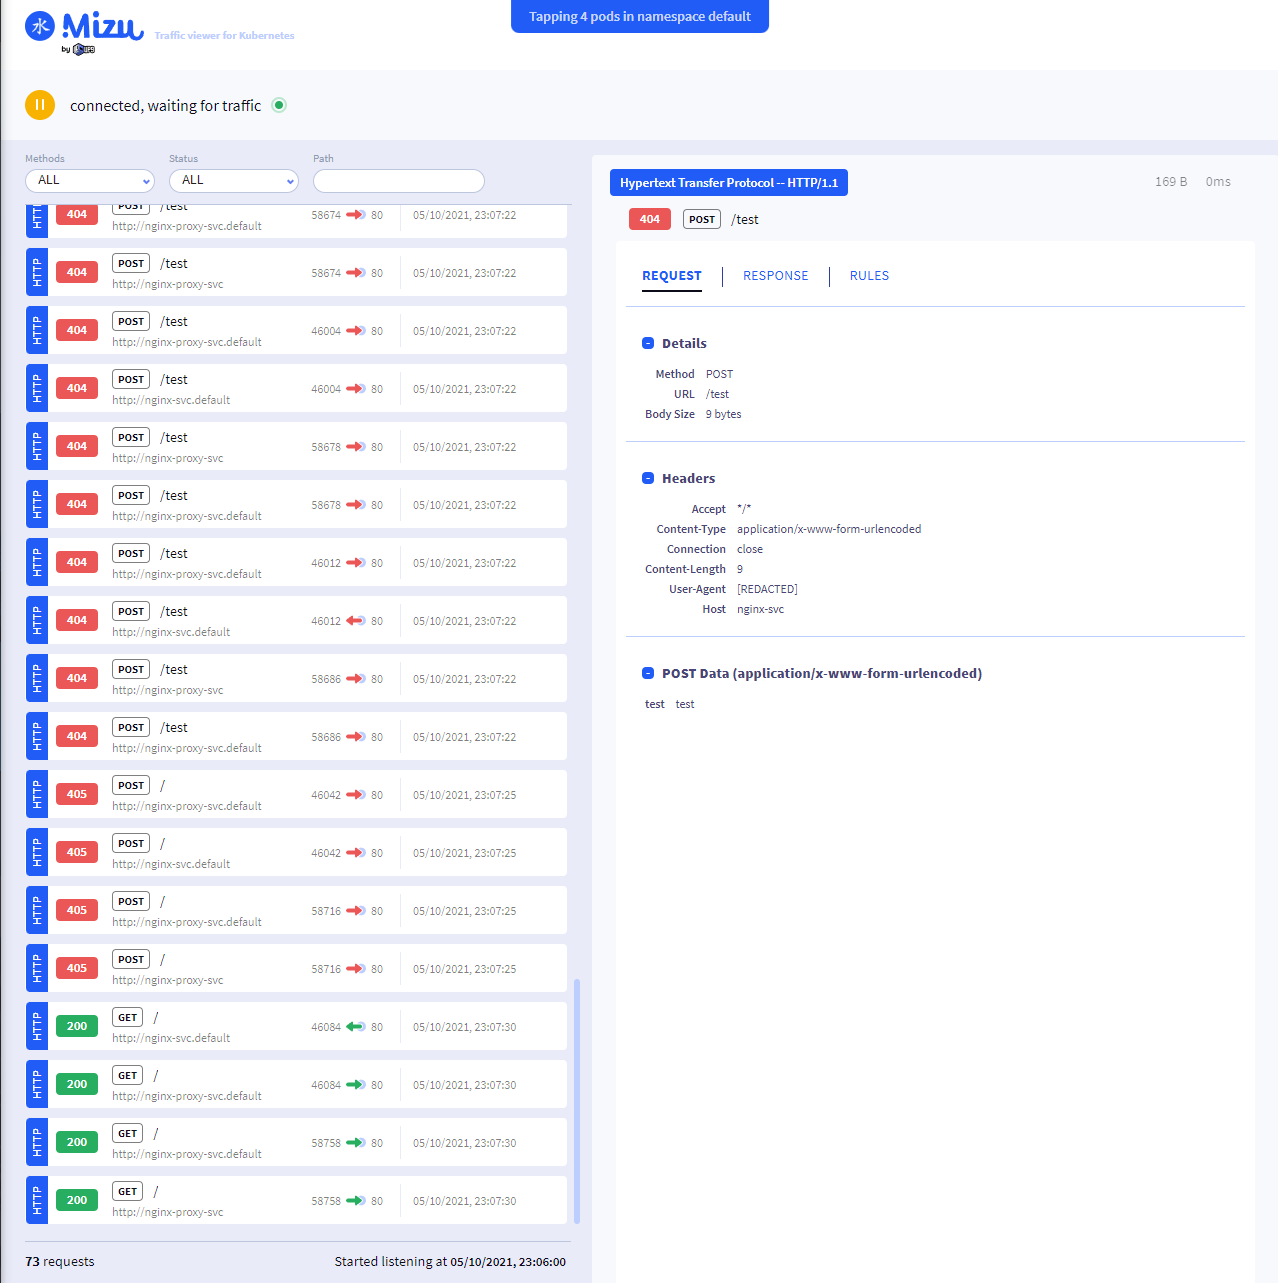 水 Mizu
Traffic viewer for Kubernetes
by UP9
Tapping 4 pods in namespace default
connected, waiting for traffic
Methods Status Path
ALL ALL
HTTP 404 POST /test 58674 80 05/10/2021, 23:07:22
http://nginx-proxy-svc.default
HTTP 404 POST /test 58674 80 05/10/2021, 23:07:22
http://nginx-proxy-svc
HTTP 404 POST /test 46004 80 05/10/2021, 23:07:22
http://nginx-proxy-svc.default
HTTP 404 POST /test 46004 80 05/10/2021, 23:07:22
http://nginx-svc.default
HTTP 404 POST /test 58678 80 05/10/2021, 23:07:22
http://nginx-proxy-svc
HTTP 404 POST /test 58678 80 05/10/2021, 23:07:22
http://nginx-proxy-svc.default
HTTP 404 POST /test 46012 80 05/10/2021, 23:07:22
http://nginx-proxy-svc.default
HTTP 404 POST /test 46012 80 05/10/2021, 23:07:22
http://nginx-svc.default
HTTP 404 POST /test 58686 80 05/10/2021, 23:07:22
http://nginx-proxy-svc
HTTP 404 POST /test 58686 80 05/10/2021, 23:07:22
http://nginx-proxy-svc.default
HTTP 405 POST / 46042 80 05/10/2021, 23:07:25
http://nginx-proxy-svc.default
HTTP 405 POST / 46042 80 05/10/2021, 23:07:25
http://nginx-svc.default
HTTP 405 POST / 58716 80 05/10/2021, 23:07:25
http://nginx-proxy-svc.default
HTTP 405 POST / 58716 80 05/10/2021, 23:07:25
http://nginx-proxy-svc
HTTP 200 GET / 46084 80 05/10/2021, 23:07:30
http://nginx-svc.default
HTTP 200 GET / 46084 80 05/10/2021, 23:07:30
http://nginx-proxy-svc.default
HTTP 200 GET / 58758 80 05/10/2021, 23:07:30
http://nginx-proxy-svc.default
HTTP 200 GET / 58758 80 05/10/2021, 23:07:30
http://nginx-proxy-svc
73 requests Started listening at 05/10/2021, 23:06:00
Hypertext Transfer Protocol -- HTTP/1.1 169 B 0ms
404 POST /test
REQUEST RESPONSE RULES
- Details
Method POST
URL /test
Body Size 9 bytes
- Headers
Accept */*
Content-Type application/x-www-form-urlencoded
Connection close
Content-Length 9
User-Agent [REDACTED]
Host nginx-svc
- POST Data (application/x-www-form-urlencoded)
test test